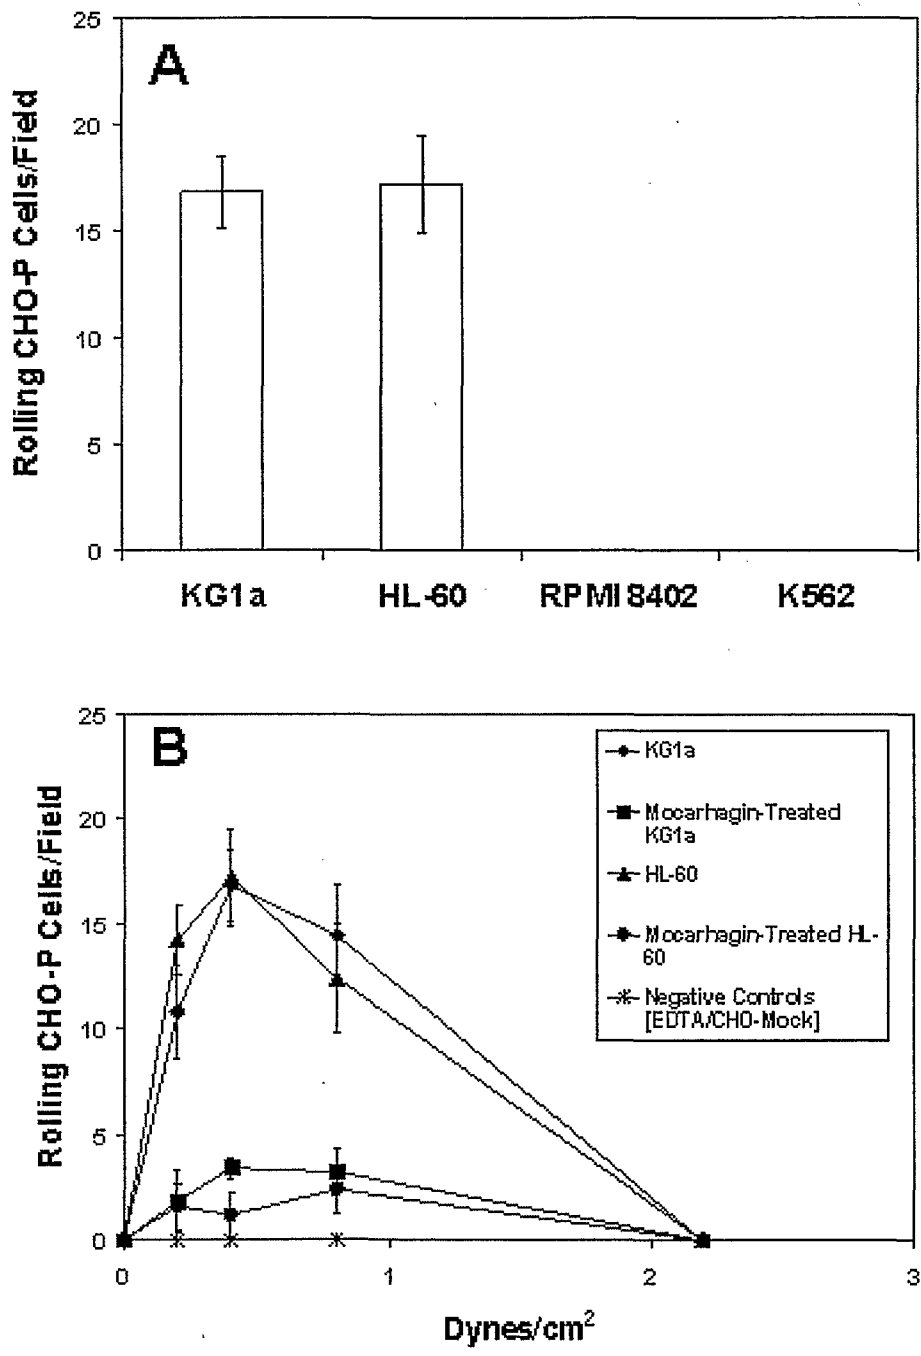 A
Rolling CHO-P Cells/Field
25
20
15
10
5
0
KG1a HL-60 RPMI 8402 K562
B
Rolling CHO-P Cells/Field
25
20
15
10
5
0
0 1 2 3
Dynes/cm²
KG1a
Mocarhagin-Treated
KG1a
HL-60
Mocarhagin-Treated HL-
60
Negative Controls
[EDTA/CHO-Mock]